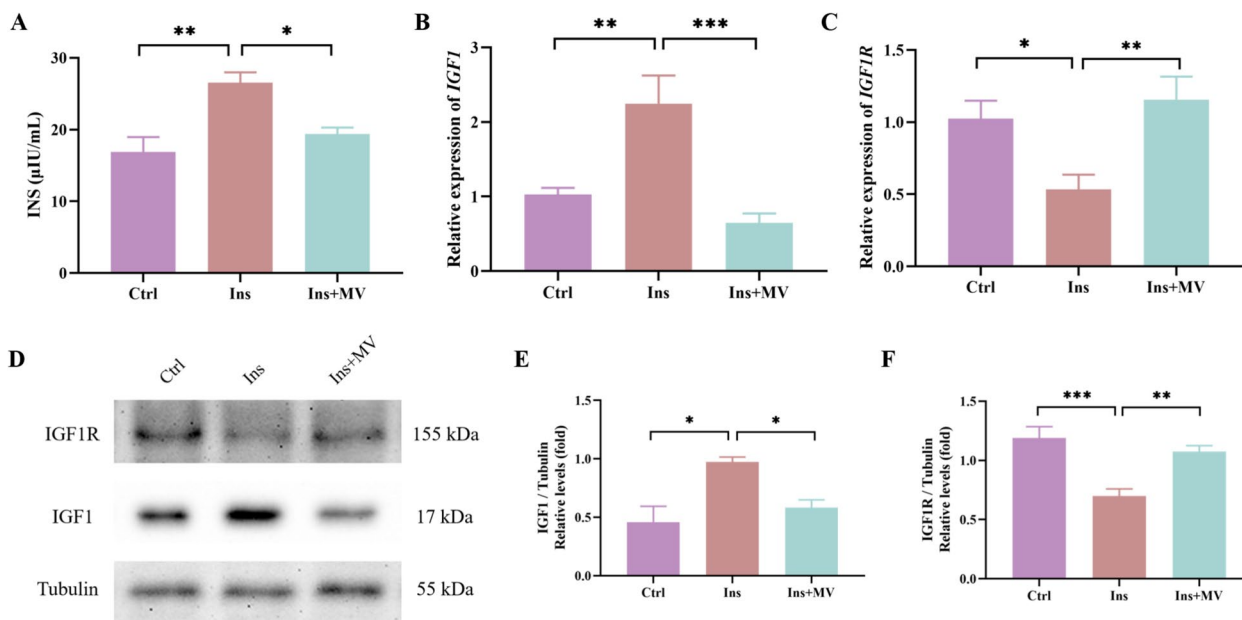 A
INS (μIU/mL)
30
20
10
0
**
*
Ctrl
Ins
Ins+MV
B
Relative expression of IGF1
3
2
1
0
**
***
Ctrl
Ins
Ins+MV
C
Relative expression of IGF1R
1.5
1.0
0.5
0.0
*
**
Ctrl
Ins
Ins+MV
D
Ctrl
Ins
Ins+MV
IGF1R
155 kDa
IGF1
17 kDa
Tubulin
55 kDa
E
IGF1 / Tubulin
Relative levels (fold)
1.5
1.0
0.5
0.0
*
*
Ctrl
Ins
Ins+MV
F
IGF1R / Tubulin
Relative levels (fold)
1.5
1.0
0.5
0.0
***
**
Ctrl
Ins
Ins+MV